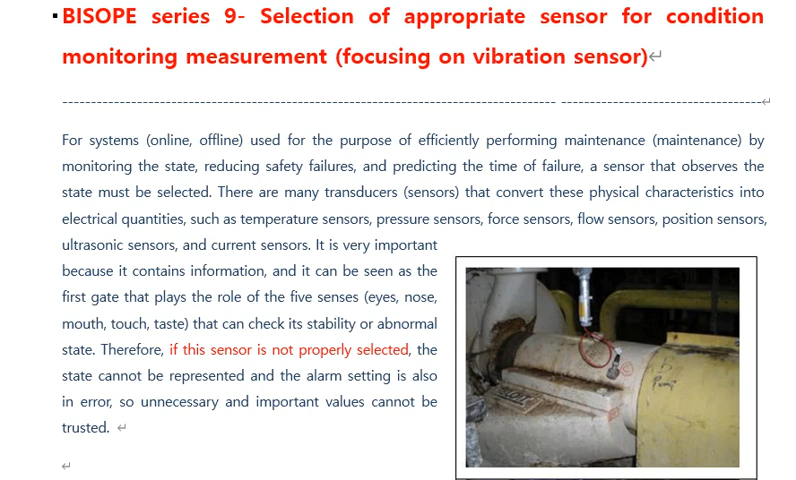 ▪BISOPE series 9- Selection of appropriate sensor for condition
monitoring measurement (focusing on vibration sensor)↵
For systems (online, offline) used for the purpose of efficiently performing maintenance (maintenance) by
monitoring the state, reducing safety failures, and predicting the time of failure, a sensor that observes the
state must be selected. There are many transducers (sensors) that convert these physical characteristics into
electrical quantities, such as temperature sensors, pressure sensors, force sensors, flow sensors, position sensors,
ultrasonic sensors, and current sensors. It is very important
because it contains information, and it can be seen as the
first gate that plays the role of the five senses (eyes, nose,
mouth, touch, taste) that can check its stability or abnormal
state. Therefore, if this sensor is not properly selected, the
state cannot be represented and the alarm setting is also
in error, so unnecessary and important values cannot be
trusted. ↵